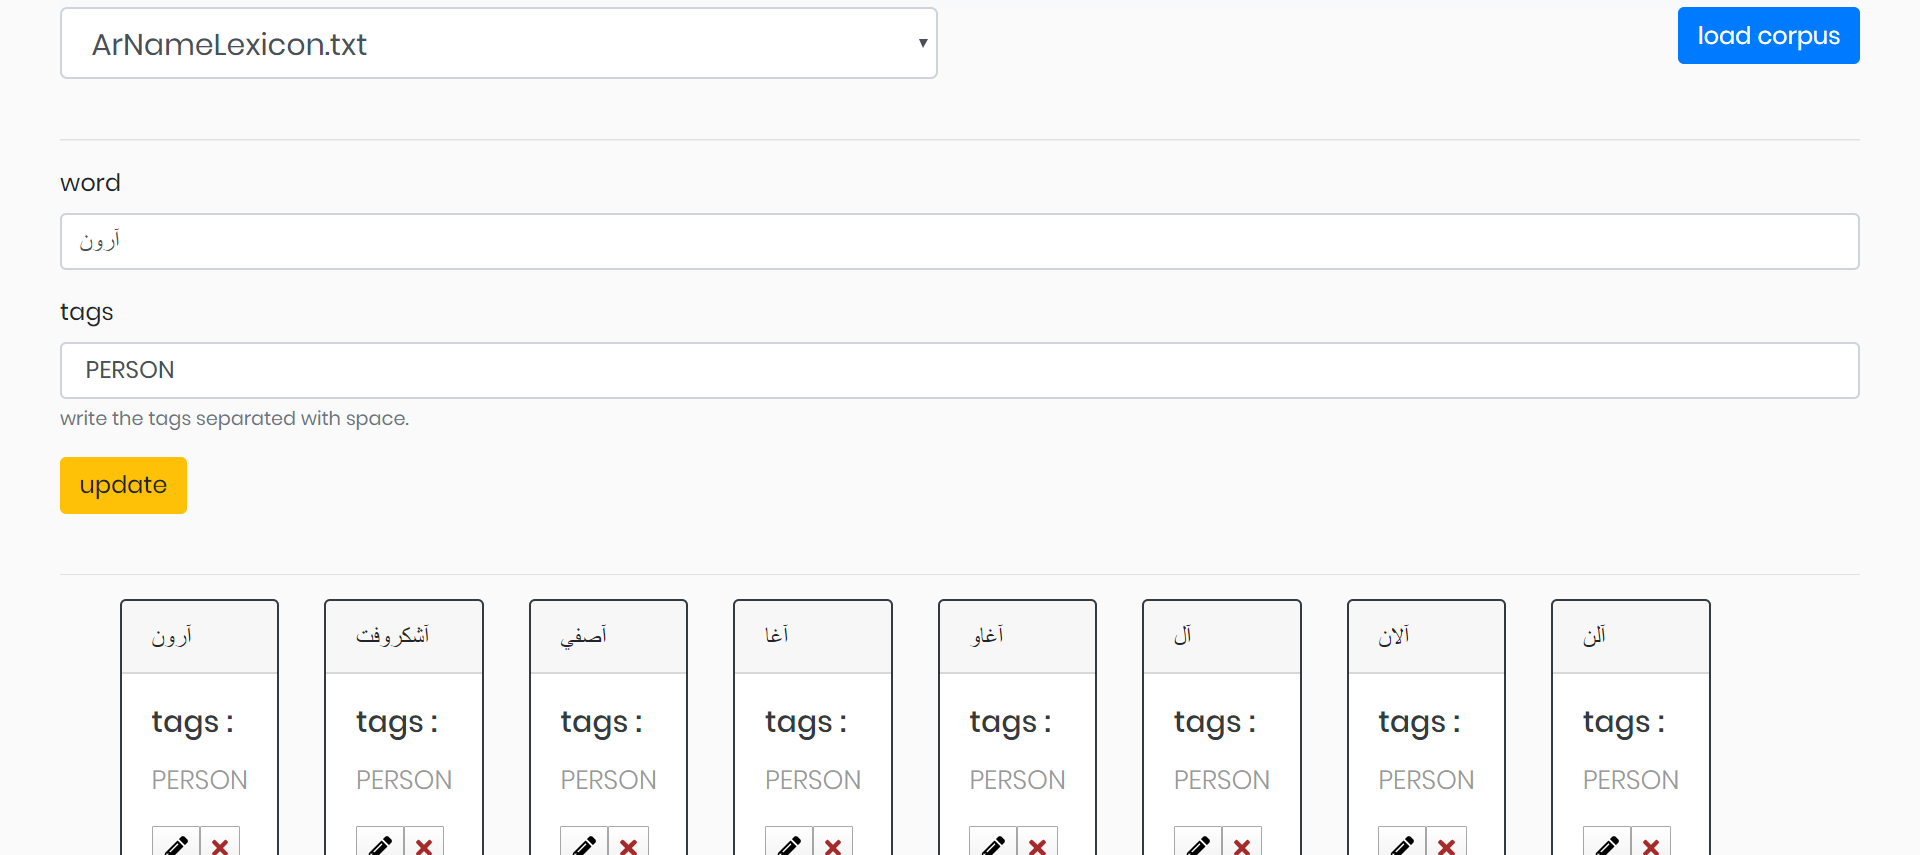 ArNameLexicon.txt
load corpus
word
آرون
tags
PERSON
write the tags separated with space.
update
آرون
آشكروفت
آصفي
آغا
آغاو
آل
آلان
آلن
tags : tags : tags : tags : tags : tags : tags : tags :
PERSON PERSON PERSON PERSON PERSON PERSON PERSON PERSON